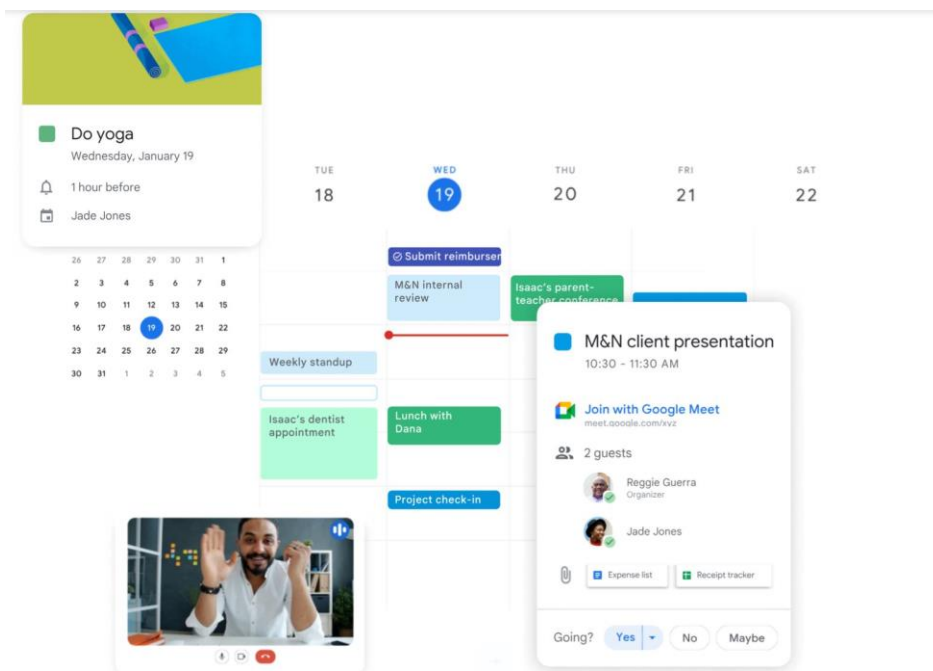 Do yoga
Wednesday, January 19
1 hour before
Jade Jones
26 27 28 29 30 31 1
2 3 4 5 6 7 8
9 10 11 12 13 14 15
16 17 18 19 20 21 22
23 24 25 26 27 28 29
30 31 1 2 3 4 5
TUE WED THU FRI SAT
18 19 20 21 22
Submit reimburser
M&N internal
review
Isaac's parent-
teacher conference
Weekly standup
Isaac's dentist
appointment
Lunch with
Dana
Project check-in
M&N client presentation
10:30 - 11:30 AM
Join with Google Meet
meet.google.com/xvz
2 guests
Reggie Guerra
Organizer
Jade Jones
Expense list Receipt tracker
Going? Yes No Maybe